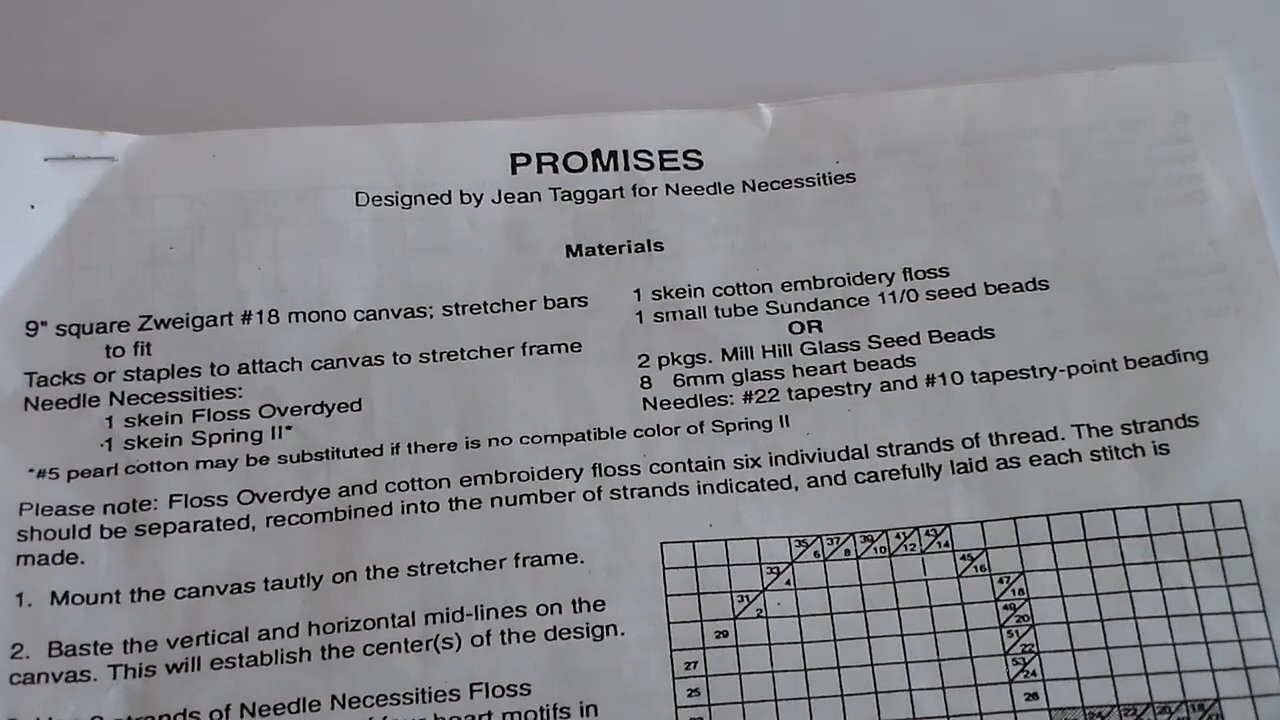 PROMISES
Designed by Jean Taggart for Needle Necessities
Materials
9" square Zweigart #18 mono canvas; stretcher bars
to fit
Tacks or staples to attach canvas to stretcher frame
Needle Necessities:
1 skein Floss Overdyed
1 skein Spring II*
1 skein cotton embroidery floss
1 small tube Sundance 11/0 seed beads
OR
2 pkgs. Mill Hill Glass Seed Beads
8 6mm glass heart beads
Needles: #22 tapestry and #10 tapestry-point beading
*#5 pearl cotton may be substituted if there is no compatible color of Spring II
Please note: Floss Overdye and cotton embroidery floss contain six indiviudal strands of thread. The strands
should be separated, recombined into the number of strands indicated, and carefully laid as each stitch is
made.
1. Mount the canvas tautly on the stretcher frame.
2. Baste the vertical and horizontal mid-lines on the
canvas. This will establish the center(s) of the design.
strands of Needle Necessities Floss
heart motifs in
35 6 37 8 39 10 41 12 43 14
33 4 45 16
31 2 47 18
29 49 20
51 22
27 53 24
25 26
24 22 20 18